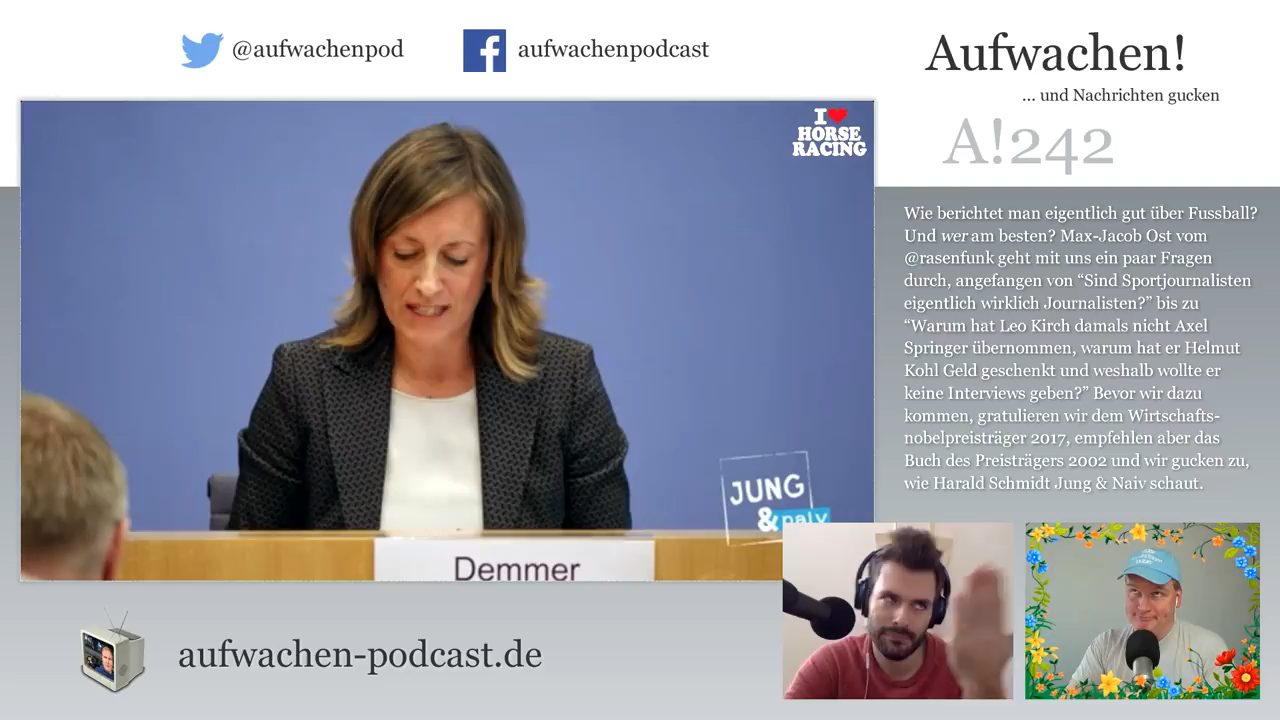 @aufwachenpod
aufwachenpodcast
Aufwachen!
... und Nachrichten gucken
A!242
I
HORSE
RACING
Wie berichtet man eigentlich gut über Fussball?
Und wer am besten? Max-Jacob Ost vom
@rasenfunk geht mit uns ein paar Fragen
durch, angefangen von “Sind Sportjournalisten
eigentlich wirklich Journalisten?” bis zu
“Warum hat Leo Kirch damals nicht Axel
Springer übernommen, warum hat er Helmut
Kohl Geld geschenkt und weshalb wollte er
keine Interviews geben?” Bevor wir dazu
kommen, gratulieren wir dem Wirtschafts-
nobelpreisträger 2017, empfehlen aber das
Buch des Preisträgers 2002 und wir gucken zu,
wie Harald Schmidt Jung & Naiv schaut.
JUNG
& naiv
Demmer
aufwachen-podcast.de